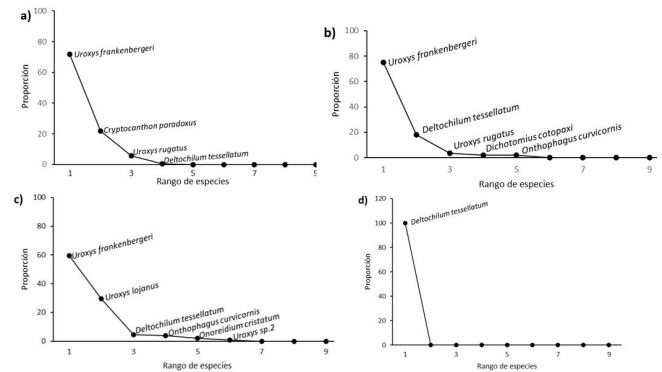 a)
100
80
60
40
20
0
Proporción
Uroxys frankenbergeri
Cryptocanthon paradoxus
Uroxys rugatus
Deltochilum tessellatum
1 3 5 7 9
Rango de especies
b)
100
80
60
40
20
0
Proporción
Uroxys frankenbergeri
Deltochilum tessellatum
Uroxys rugatus
Dichotomius cotopaxi
Onthophagus curvicornis
1 3 5 7 9
Rango de especies
c)
100
80
60
40
20
0
Proporción
Uroxys frankenbergeri
Uroxys lojanus
Deltochilum tessellatum
Onthophagus curvicornis
Onoreidium cristatum
Uroxys sp.2
1 3 5 7 9
Rango de especies
d)
120
100
80
60
40
20
0
Proporción
Deltochilum tessellatum
1 3 5 7 9
Rango de especies